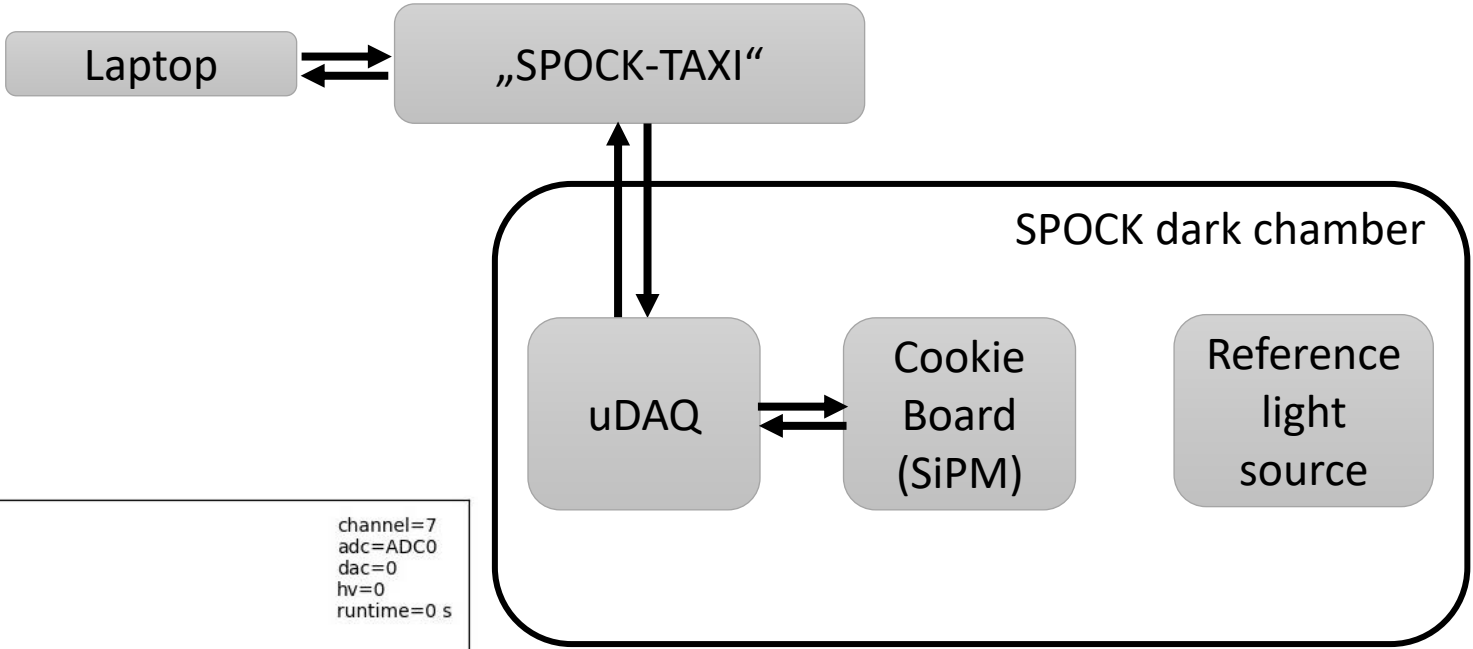 Laptop
„SPOCK-TAXI“
SPOCK dark chamber
uDAQ
Cookie
Board
(SiPM)
Reference
light
source
channel=7
adc=ADC0
dac=0
hv=0
runtime=0 s